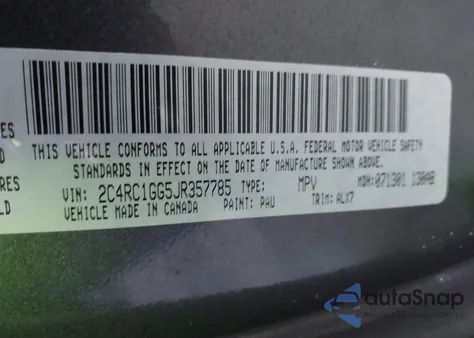 ES
THIS VEHICLE CONFORMS TO ALL APPLICABLE U.S.A. FEDERAL MOTOR VEHICLE SAFETY
STANDARDS IN EFFECT ON THE DATE OF MANUFACTURE SHOWN ABOVE.
RES
LD
VIN: 2C4RC1GG5JR357785 TYPE: MPV MDH: 071301 130AB
VEHICLE MADE IN CANADA PAINT: PAU TRIM: ALX7
autoSnap